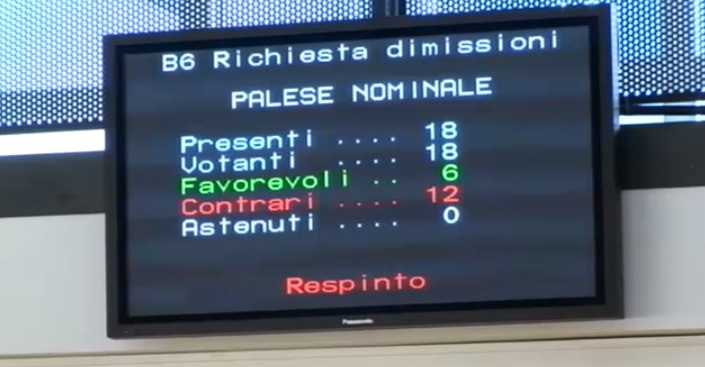 B6 Richiesta dimissioni
PALESE NOMINALE
Presenti .... 18
Votanti .... 18
Favorevoli .. 6
Contrari .... 12
Astenuti .... 0
Respinto
Panasonic